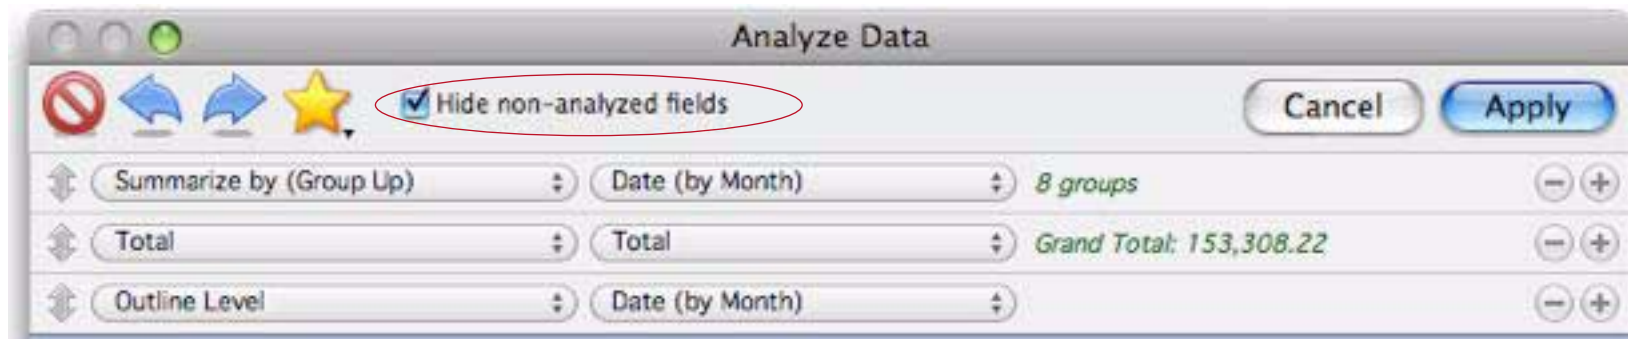 Analyze Data
Hide non-analyzed fields Cancel Apply
Summarize by (Group Up) Date (by Month) 8 groups
Total Total Grand Total: 153,308.22
Outline Level Date (by Month)